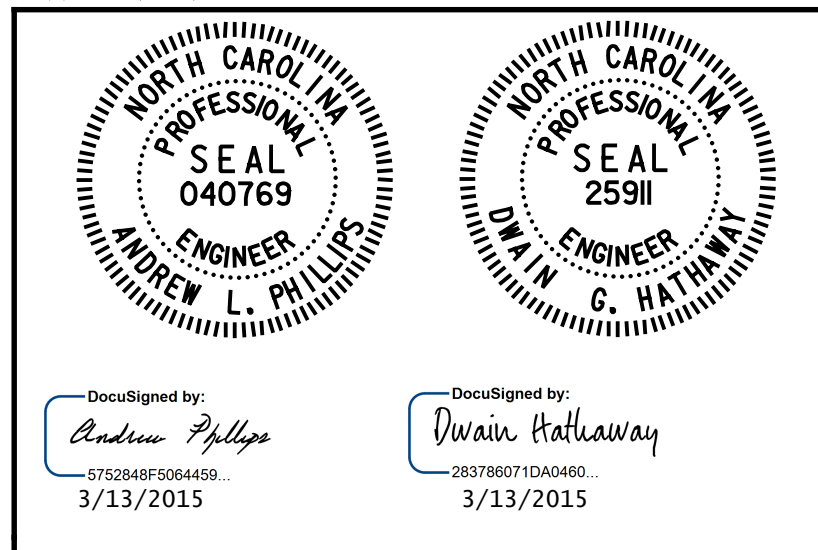 NORTH CAROLINA
PROFESSIONAL
SEAL
040769
ENGINEER
ANDREW L. PHILLIPS
NORTH CAROLINA
PROFESSIONAL
SEAL
25911
ENGINEER
DWAIN G. HATHAWAY
DocuSigned by:
Andrew Phillips
5752848F5064459...
3/13/2015
DocuSigned by:
Dwain Hathaway
283786071DA0460...
3/13/2015